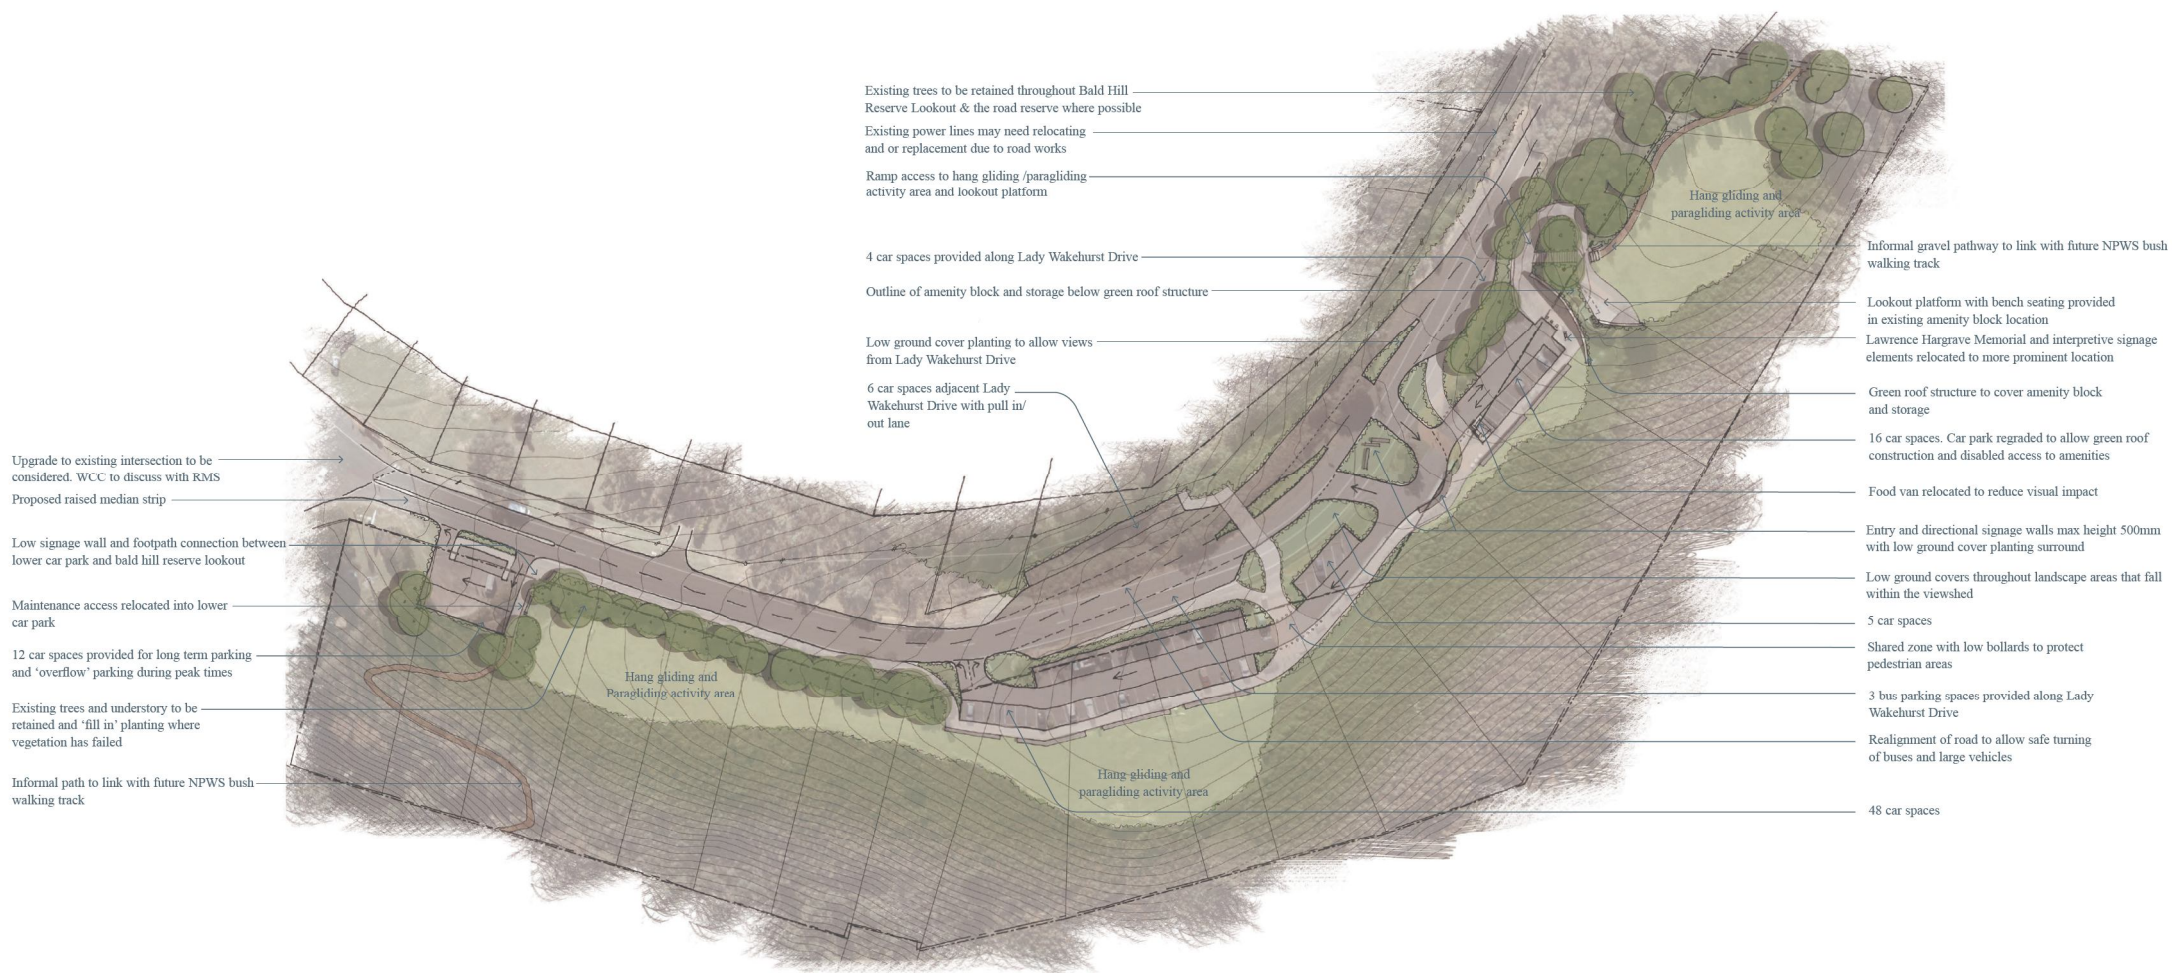 Existing trees to be retained throughout Bald Hill
Reserve Lookout & the road reserve where possible
Existing power lines may need relocating
and or replacement due to road works
Ramp access to hang gliding /paragliding
activity area and lookout platform
4 car spaces provided along Lady Wakehurst Drive
Outline of amenity block and storage below green roof structure
Low ground cover planting to allow views
from Lady Wakehurst Drive
6 car spaces adjacent Lady
Wakehurst Drive with pull in/
out lane
Upgrade to existing intersection to be
considered. WCC to discuss with RMS
Proposed raised median strip
Low signage wall and footpath connection between
lower car park and bald hill reserve lookout
Maintenance access relocated into lower
car park
12 car spaces provided for long term parking
and ‘overflow’ parking during peak times
Existing trees and understory to be
retained and ‘fill in’ planting where
vegetation has failed
Informal path to link with future NPWS bush
walking track
Hang gliding and
Paragliding activity area
Hang gliding and
paragliding activity area
Hang gliding and
paragliding activity area
Informal gravel pathway to link with future NPWS bush
walking track
Lookout platform with bench seating provided
in existing amenity block location
Lawrence Hargrave Memorial and interpretive signage
elements relocated to more prominent location
Green roof structure to cover amenity block
and storage
16 car spaces. Car park regraded to allow green roof
construction and disabled access to amenities
Food van relocated to reduce visual impact
Entry and directional signage walls max height 500mm
with low ground cover planting surround
Low ground covers throughout landscape areas that fall
within the viewshed
5 car spaces
Shared zone with low bollards to protect
pedestrian areas
3 bus parking spaces provided along Lady
Wakehurst Drive
Realignment of road to allow safe turning
of buses and large vehicles
48 car spaces